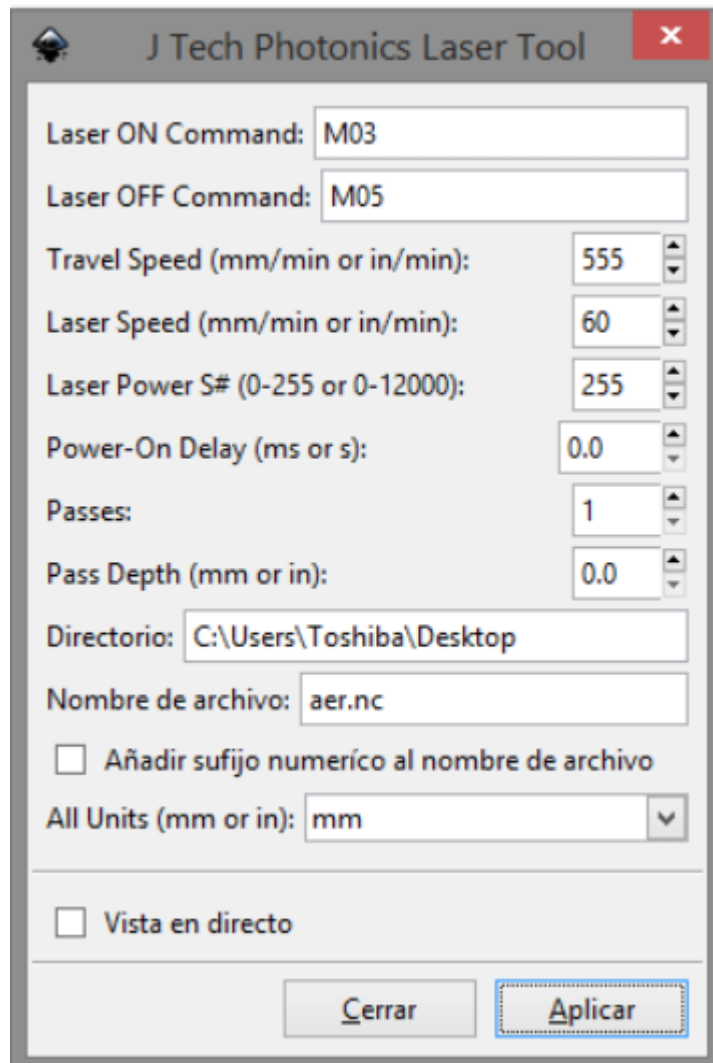 J Tech Photonics Laser Tool
Laser ON Command: M03
Laser OFF Command: M05
Travel Speed (mm/min or in/min): 555
Laser Speed (mm/min or in/min): 60
Laser Power S# (0-255 or 0-12000): 255
Power-On Delay (ms or s): 0.0
Passes: 1
Pass Depth (mm or in): 0.0
Directorio: C:\Users\Toshiba\Desktop
Nombre de archivo: aer.nc
Añadir sufijo numeríco al nombre de archivo
All Units (mm or in): mm
Vista en directo
Cerrar Aplicar